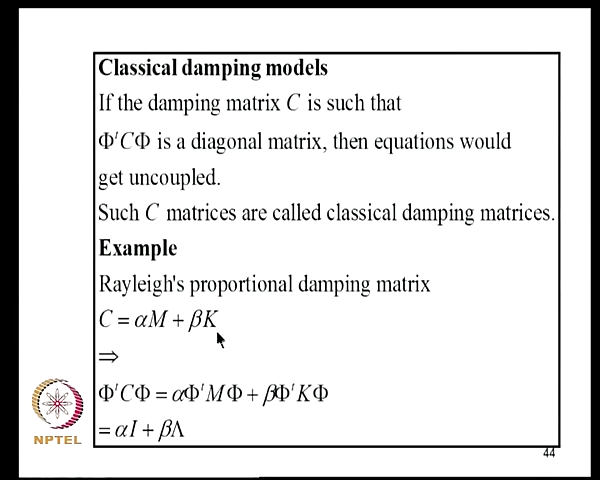 Classical damping models
If the damping matrix C is such that
Φ^t CΦ is a diagonal matrix, then equations would
get uncoupled.
Such C matrices are called classical damping matrices.
Example
Rayleigh's proportional damping matrix
C = αM + βK
⇒
Φ^t CΦ = αΦ^t MΦ + βΦ^t KΦ
= αI + βΛ
NPTEL
44